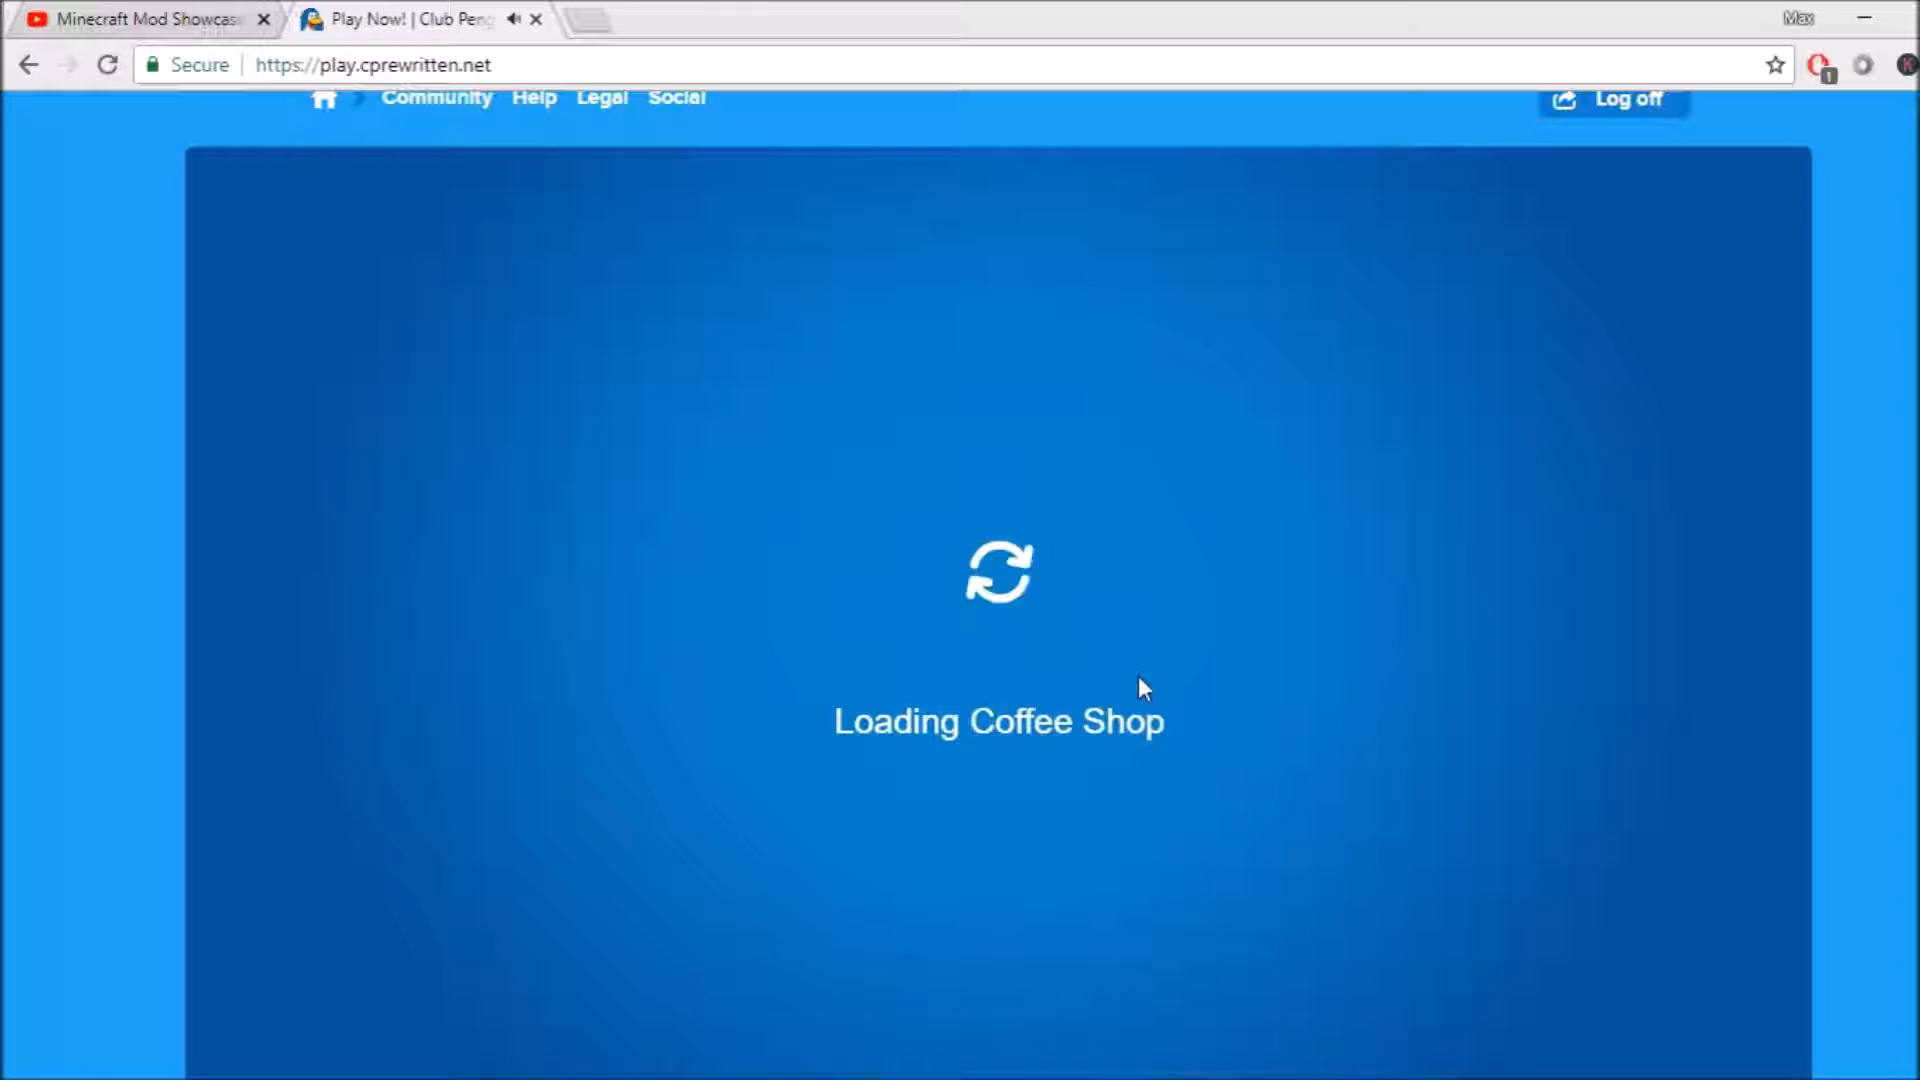 Minecraft Mod Showcas
Play Now! | Club Peng
Max
Secure
https://play.cprewritten.net
1
K
Community Help Legal Social
Log off
Loading Coffee Shop